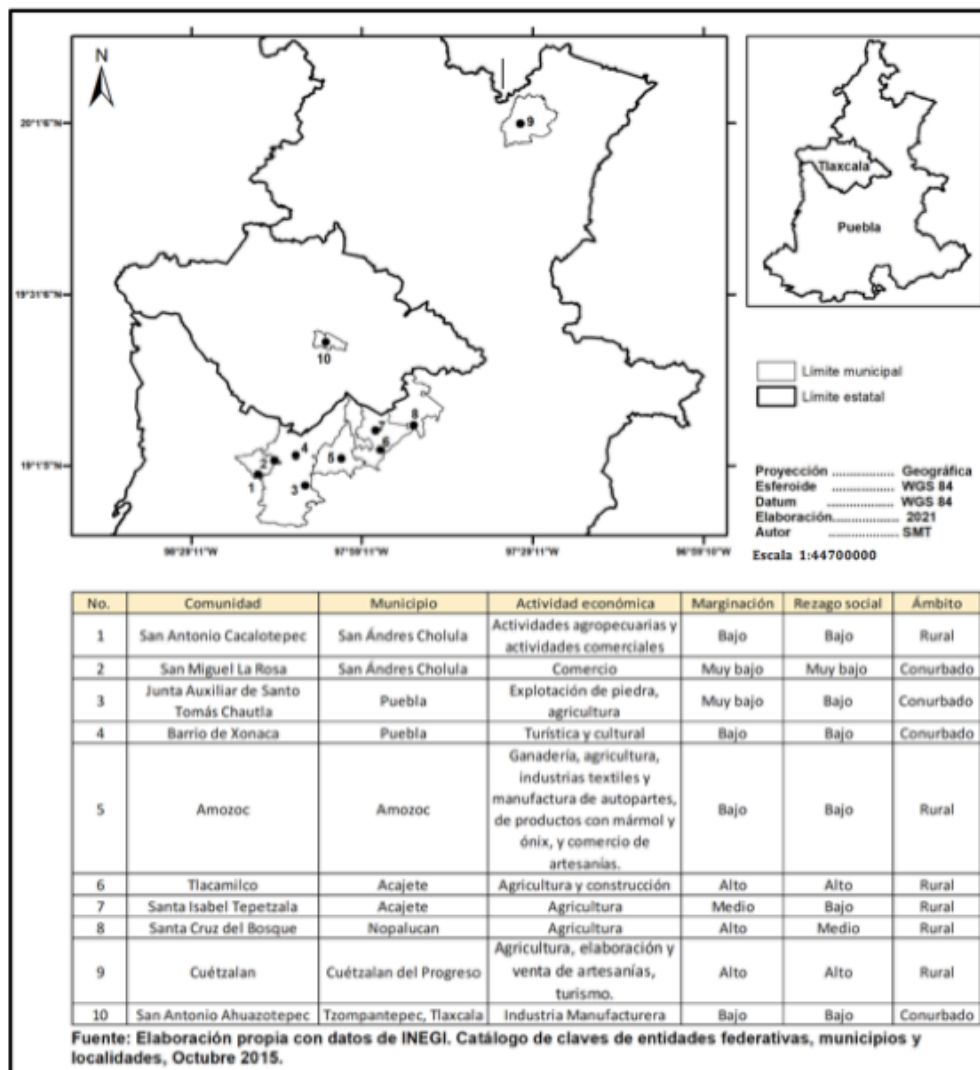 N
20°1'6"N
9
Tlaxcala
Puebla
19°31'6"N
10
Límite municipal
Límite estatal
8
7
4
6
2
5
19°1'5"N
1
3
Proyección .............. Geográfica
Esferoide .............. WGS 84
Datum .............. WGS 84
Elaboración.............. 2021
Autor SMT
Escala 1:44700000
98°29'11"W 97°59'11"W 97°29'11"W 96°59'10"W
No. Comunidad Municipio Actividad económica Marginación Rezago social Ámbito
1 San Antonio Cacalotepec San Ándres Cholula Actividades agropecuarias y actividades comerciales Bajo Bajo Rural
2 San Miguel La Rosa San Ándres Cholula Comercio Muy bajo Muy bajo Conurbado
3 Junta Auxiliar de Santo Tomás Chautla Puebla Explotación de piedra, agricultura Muy bajo Bajo Conurbado
4 Barrio de Xonaca Puebla Turística y cultural Bajo Bajo Conurbado
5 Amozoc Amozoc Ganadería, agricultura, industrias textiles y manufactura de autopartes, de productos con mármol y ónix, y comercio de artesanías. Bajo Bajo Rural
6 Tlacamilco Acajete Agricultura y construcción Alto Alto Rural
7 Santa Isabel Tepetzala Acajete Agricultura Medio Bajo Rural
8 Santa Cruz del Bosque Nopalucan Agricultura Alto Medio Rural
9 Cuétzalan Cuétzalan del Progreso Agricultura, elaboración y venta de artesanías, turismo. Alto Alto Rural
10 San Antonio Ahuazotepec Tzompantepec, Tlaxcala Industria Manufacturera Bajo Bajo Conurbado
Fuente: Elaboración propia con datos de INEGI. Catálogo de claves de entidades federativas, municipios y
localidades, Octubre 2015.